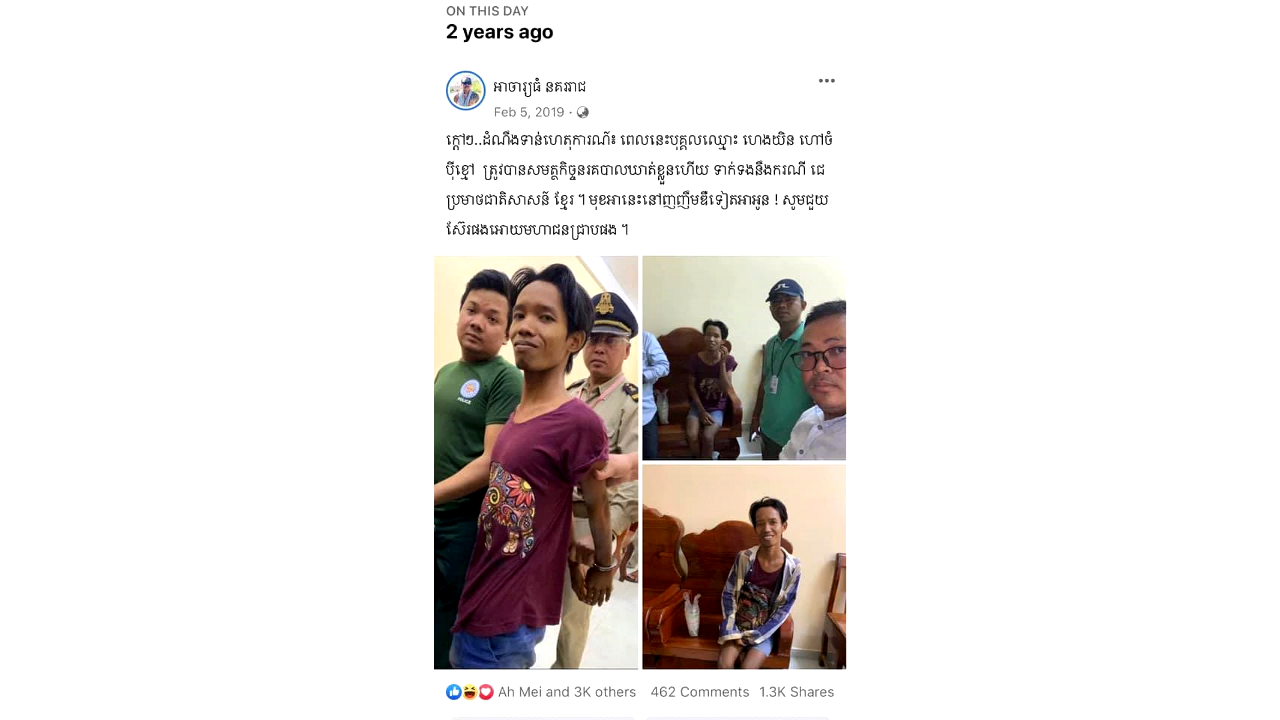 ON THIS DAY
2 years ago
អាចារ្យធំ នគររាជ
Feb 5, 2019
ក្ដៅៗ..ដំណឹងទាន់ហេតុការណ៍៖ ពេលនេះបុគ្គលឈ្មោះ ហេងយិន ហៅចំ
ប៉ីខ្មៅ ត្រូវបានសមត្ថកិច្ចនរគបាលឃាត់ខ្លួនហើយ ទាក់ទងនឹងករណី ជេ
ប្រមាថជាតិសាសន៍ ខ្មែរ ។ មុខអានេះនៅញញឹមឌឺទៀតអាអូន ! សូមជួយ
ស៊ែរផងអោយមហាជនជ្រាបផង ។
POLICE
Ah Mei and 3K others 462 Comments 1.3K Shares